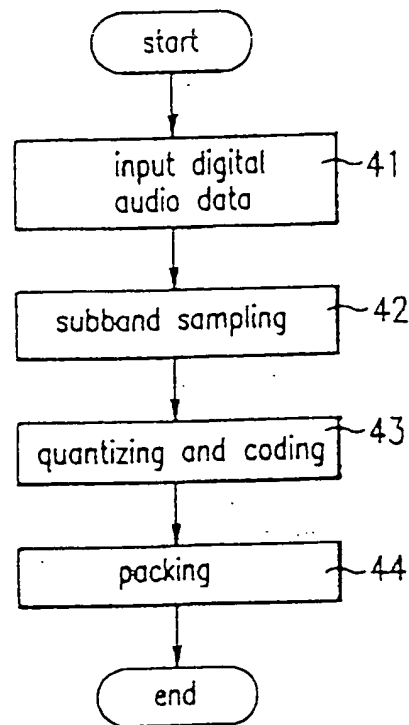 start
input digital
audio data
41
subband sampling
42
quantizing and coding
43
packing
44
end